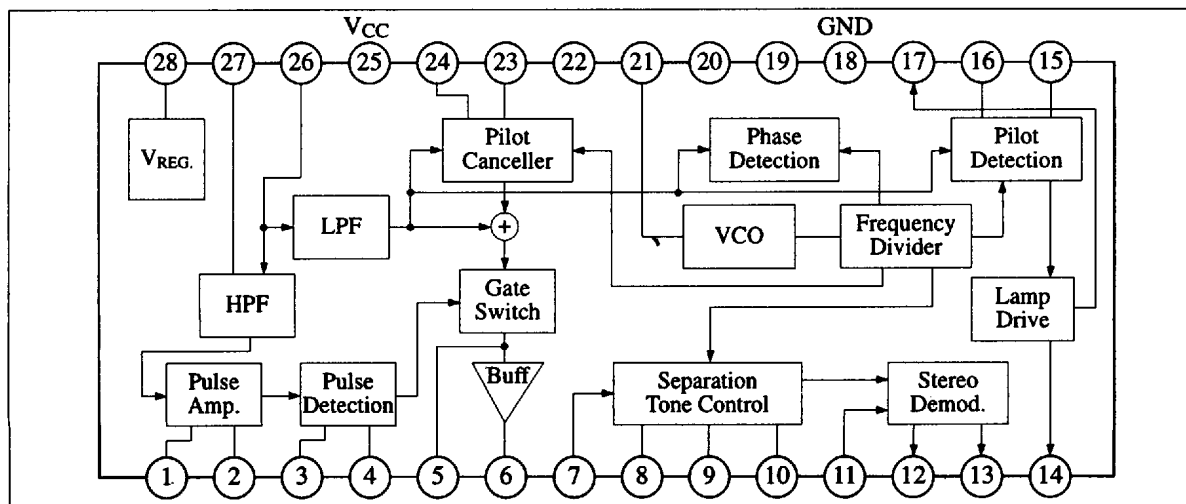 VCC GND
28 27 26 25 24 23 22 21 20 19 18 17 16 15
VREG.
Pilot
Canceller
Phase
Detection
Pilot
Detection
LPF
+
VCO
Frequency
Divider
HPF
Gate
Switch
Lamp
Drive
Pulse
Amp.
Pulse
Detection
Buff
Separation
Tone Control
Stereo
Demod.
1 2 3 4 5 6 7 8 9 10 11 12 13 14